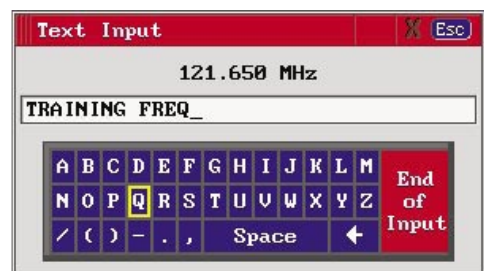 Text Input X Esc
121.650 MHz
TRAINING FREQ_
A B C D E F G H I J K L M
N O P Q R S T U V W X Y Z
/ ( ) - . , Space ←
End
of
Input